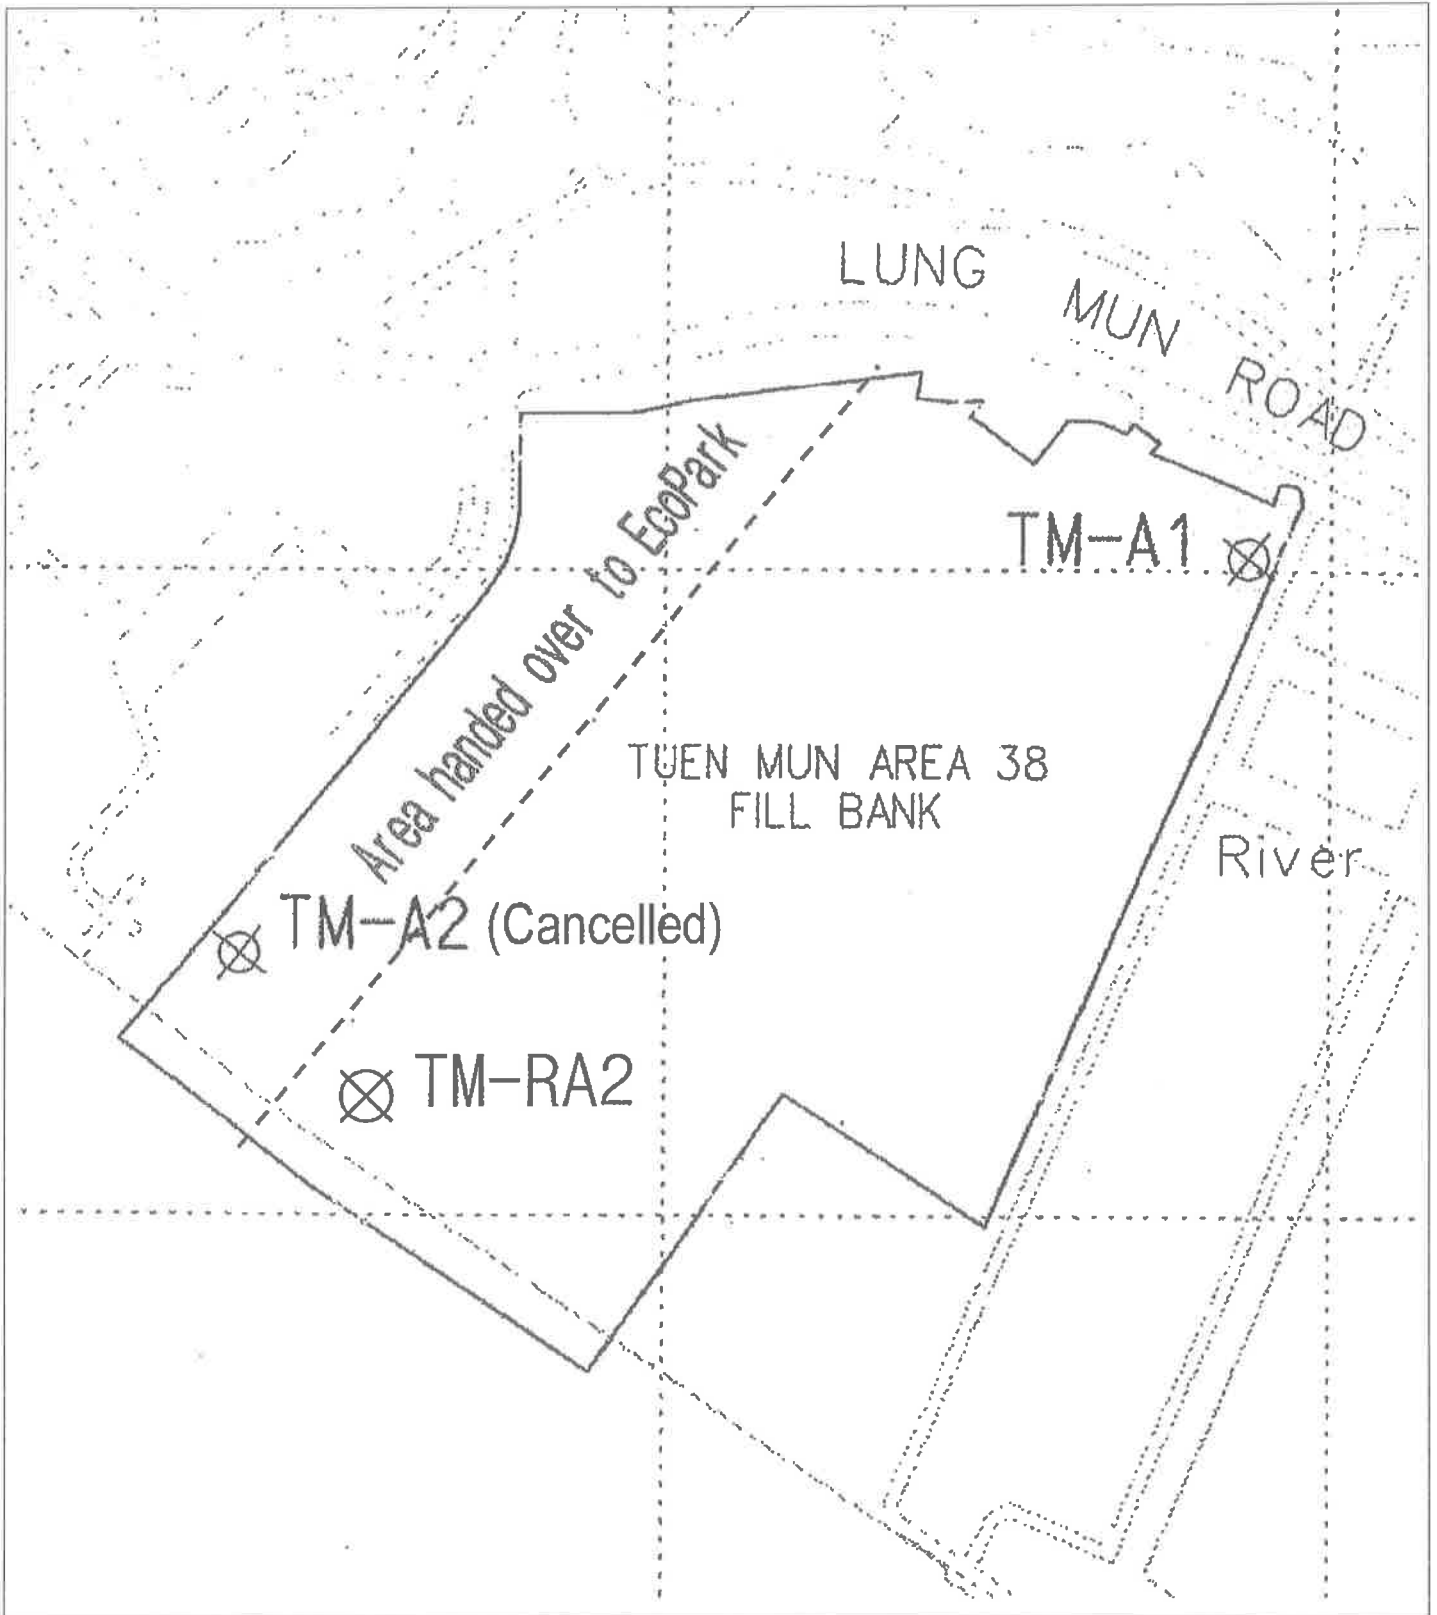 LUNG MUN ROAD
TM-A1
Area handed over to EcoPark
TUEN MUN AREA 38
FILL BANK
River
TM-A2 (Cancelled)
TM-RA2